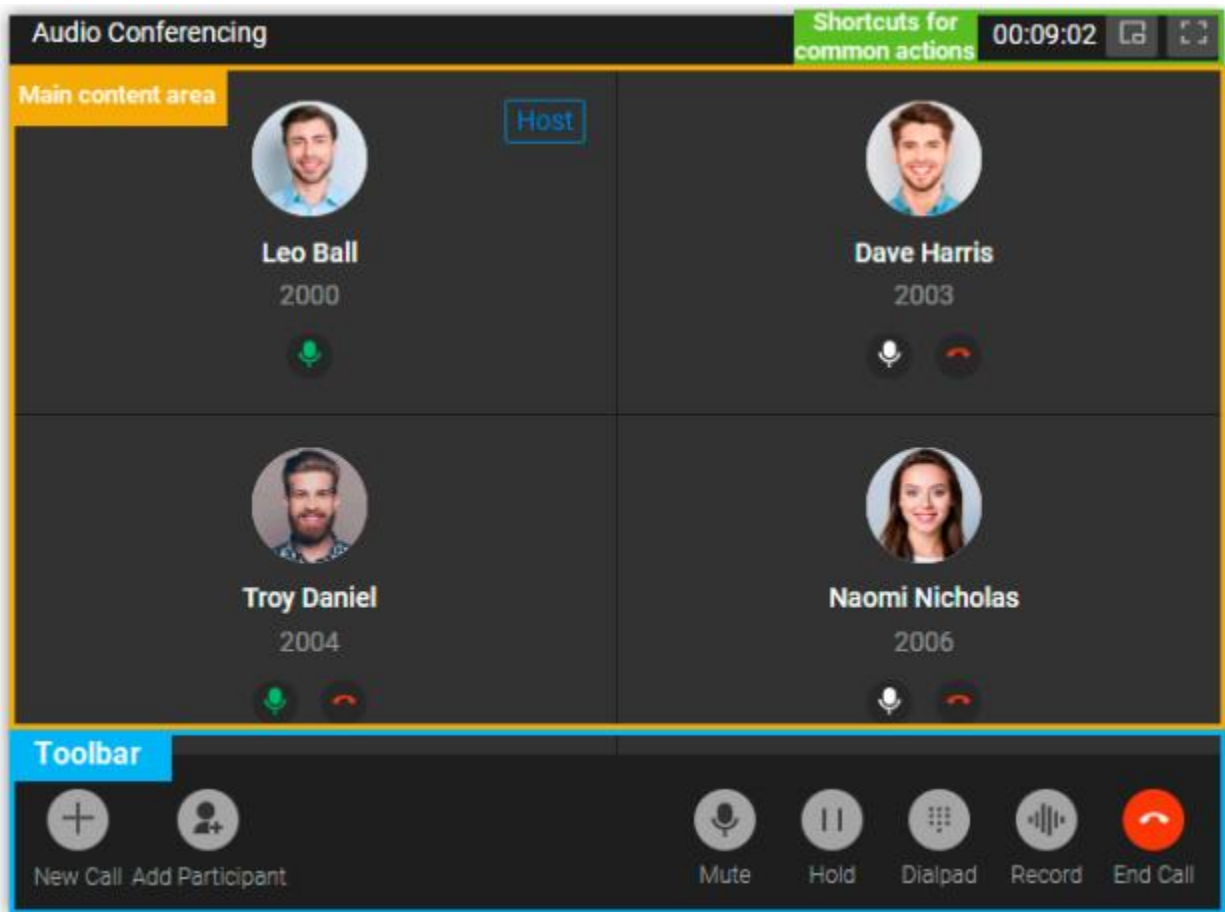 Audio Conferencing
Shortcuts for
common actions
00:09:02
Main content area
Host
Leo Ball
2000
Dave Harris
2003
Troy Daniel
2004
Naomi Nicholas
2006
Toolbar
New Call
Add Participant
Mute
Hold
Dialpad
Record
End Call